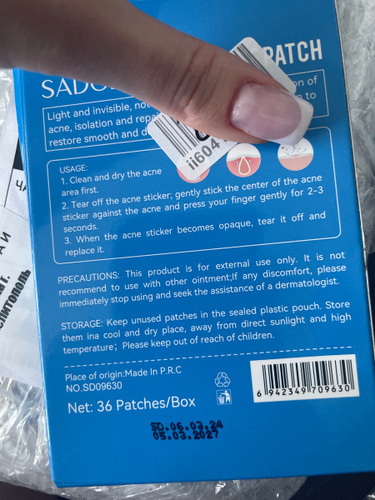 PATCH
SADO
Light and invisible, no
on of
acne, isolation and repa
to
restore smooth and d
ii604
USAGE:
1. Clean and dry the acne
area first.
2. Tear off the acne sticker; gently stick the center of the acne
sticker against the acne and press your finger gently for 2-3
seconds.
3. When the acne sticker becomes opaque, tear it off and
replace it.
PRECAUTIONS: This product is for external use only. It is not
recommend to use with other ointment;If any discomfort, please
immediately stop using and seek the assistance of a dermatologist.
STORAGE: Keep unused patches in the sealed plastic pouch. Store
them ina cool and dry place, away from direct sunlight and high
temperature; Please keep out of reach of children.
Place of origin:Made In P.R.C
NO.SD09630
Net: 36 Patches/Box
6 942349 709630
SD.06.03.24
05.03.2027